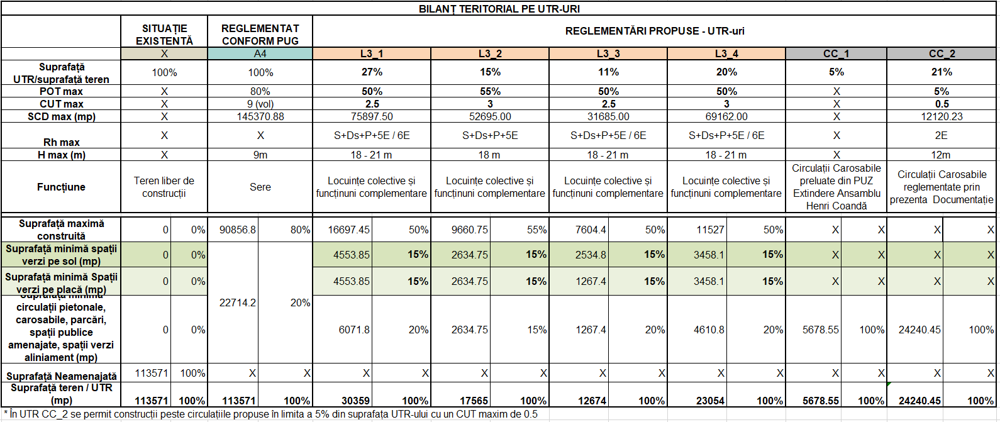 BILANȚ TERITORIAL PE UTR-URI
SITUAȚIE EXISTENTĂ REGLEMENTAT CONFORM PUG REGLEMENTĂRI PROPUSE - UTR-uri
X A4 L3_1 L3_2 L3_3 L3_4 CC_1 CC_2
Suprafață UTR/suprafață teren 100% 100% 27% 15% 11% 20% 5% 21%
POT max X 80% 50% 55% 50% 50% X 5%
CUT max X 9 (vol) 2.5 3 2.5 3 X 0.5
SCD max (mp) X 145370.88 75897.50 52695.00 31685.00 69162.00 X 12120.23
Rh max X X S+Ds+P+5E / 6E S+Ds+P+5E S+Ds+P+5E / 6E S+Ds+P+5E / 6E X 2E
H max (m) X 9m 18 - 21 m 18 m 18 - 21 m 18 - 21 m X 12m
Funcțiune Teren liber de construcții Sere Locuințe colective și funcținuni complementare Locuințe colective și funcținuni complementare Locuințe colective și funcținuni complementare Locuințe colective și funcținuni complementare Circulații Carosabile preluate din PUZ Extindere Ansamblu Henri Coandă Circulații Carosabile reglementate prin prezenta Documentație
Suprafață maximă construită 0 0% 90856.8 80% 16697.45 50% 9660.75 55% 7604.4 50% 11527 50% X X X X
Suprafață minimă spații verzi pe sol (mp) 0 0% 22714.2 20% 4553.85 15% 2634.75 15% 2534.8 15% 3458.1 15% X X X X
Suprafață minimă Spații verzi pe placă (mp) 0 0% 4553.85 15% 2634.75 15% 1267.4 15% 3458.1 15% X X X X
Suprafață minimă circulații pietonale, carosabile, parcări, spații publice amenajate, spații verzi aliniament (mp) 0 0% 6071.8 20% 2634.75 15% 1267.4 20% 4610.8 20% 5678.55 100% 24240.45 100%
Suprafață Neamenajată 113571 100% X X X X X X X X X X X X X X
Suprafață teren / UTR (mp) 113571 100% 113571 100% 30359 100% 17565 100% 12674 100% 23054 100% 5678.55 100% 24240.45 100%
* În UTR CC_2 se permit construcții peste circulațiile propuse în limita a 5% din suprafața UTR-ului cu un CUT maxim de 0.5